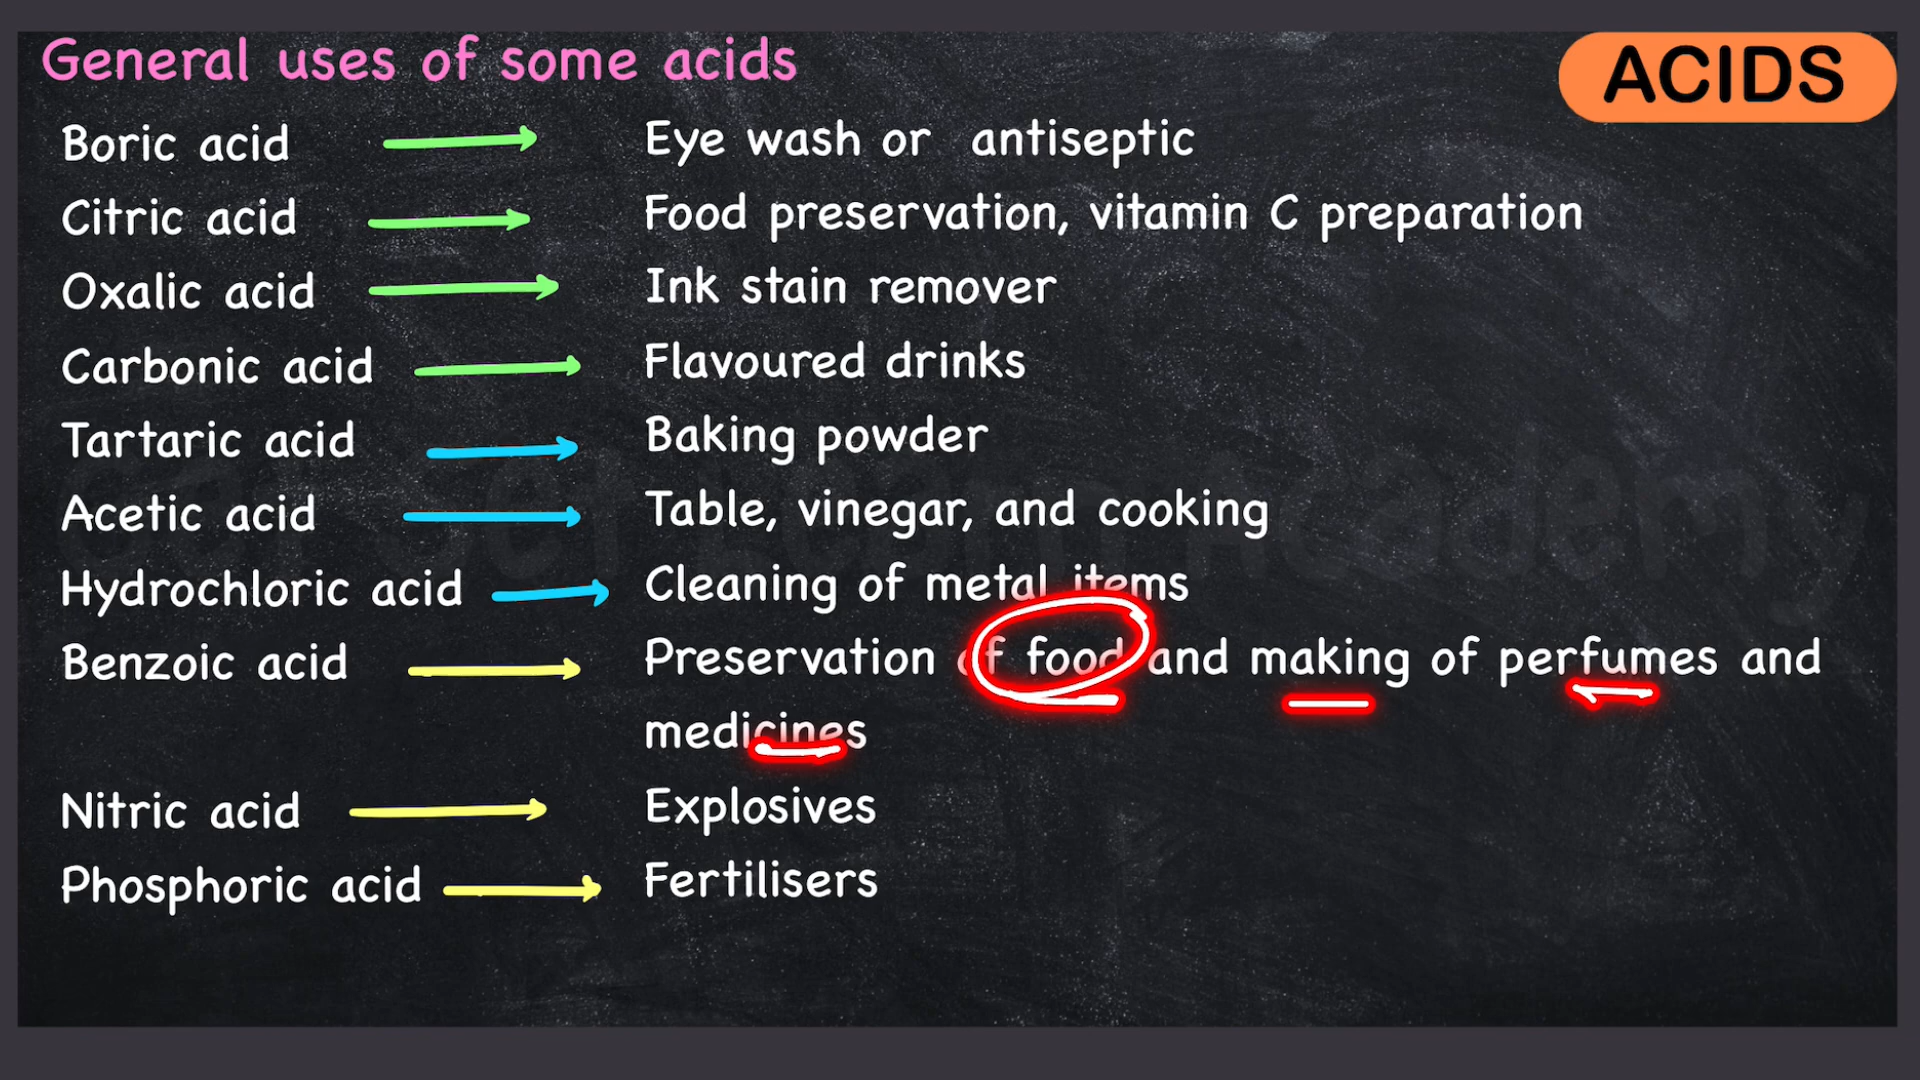 General uses of some acids
ACIDS
Boric acid Eye wash or antiseptic
Citric acid Food preservation, vitamin C preparation
Oxalic acid Ink stain remover
Carbonic acid Flavoured drinks
Tartaric acid Baking powder
Acetic acid Table, vinegar, and cooking
Hydrochloric acid Cleaning of metal items
Benzoic acid Preservation of food and making of perfumes and
medicines
Nitric acid Explosives
Phosphoric acid Fertilisers
Set Learn Academy